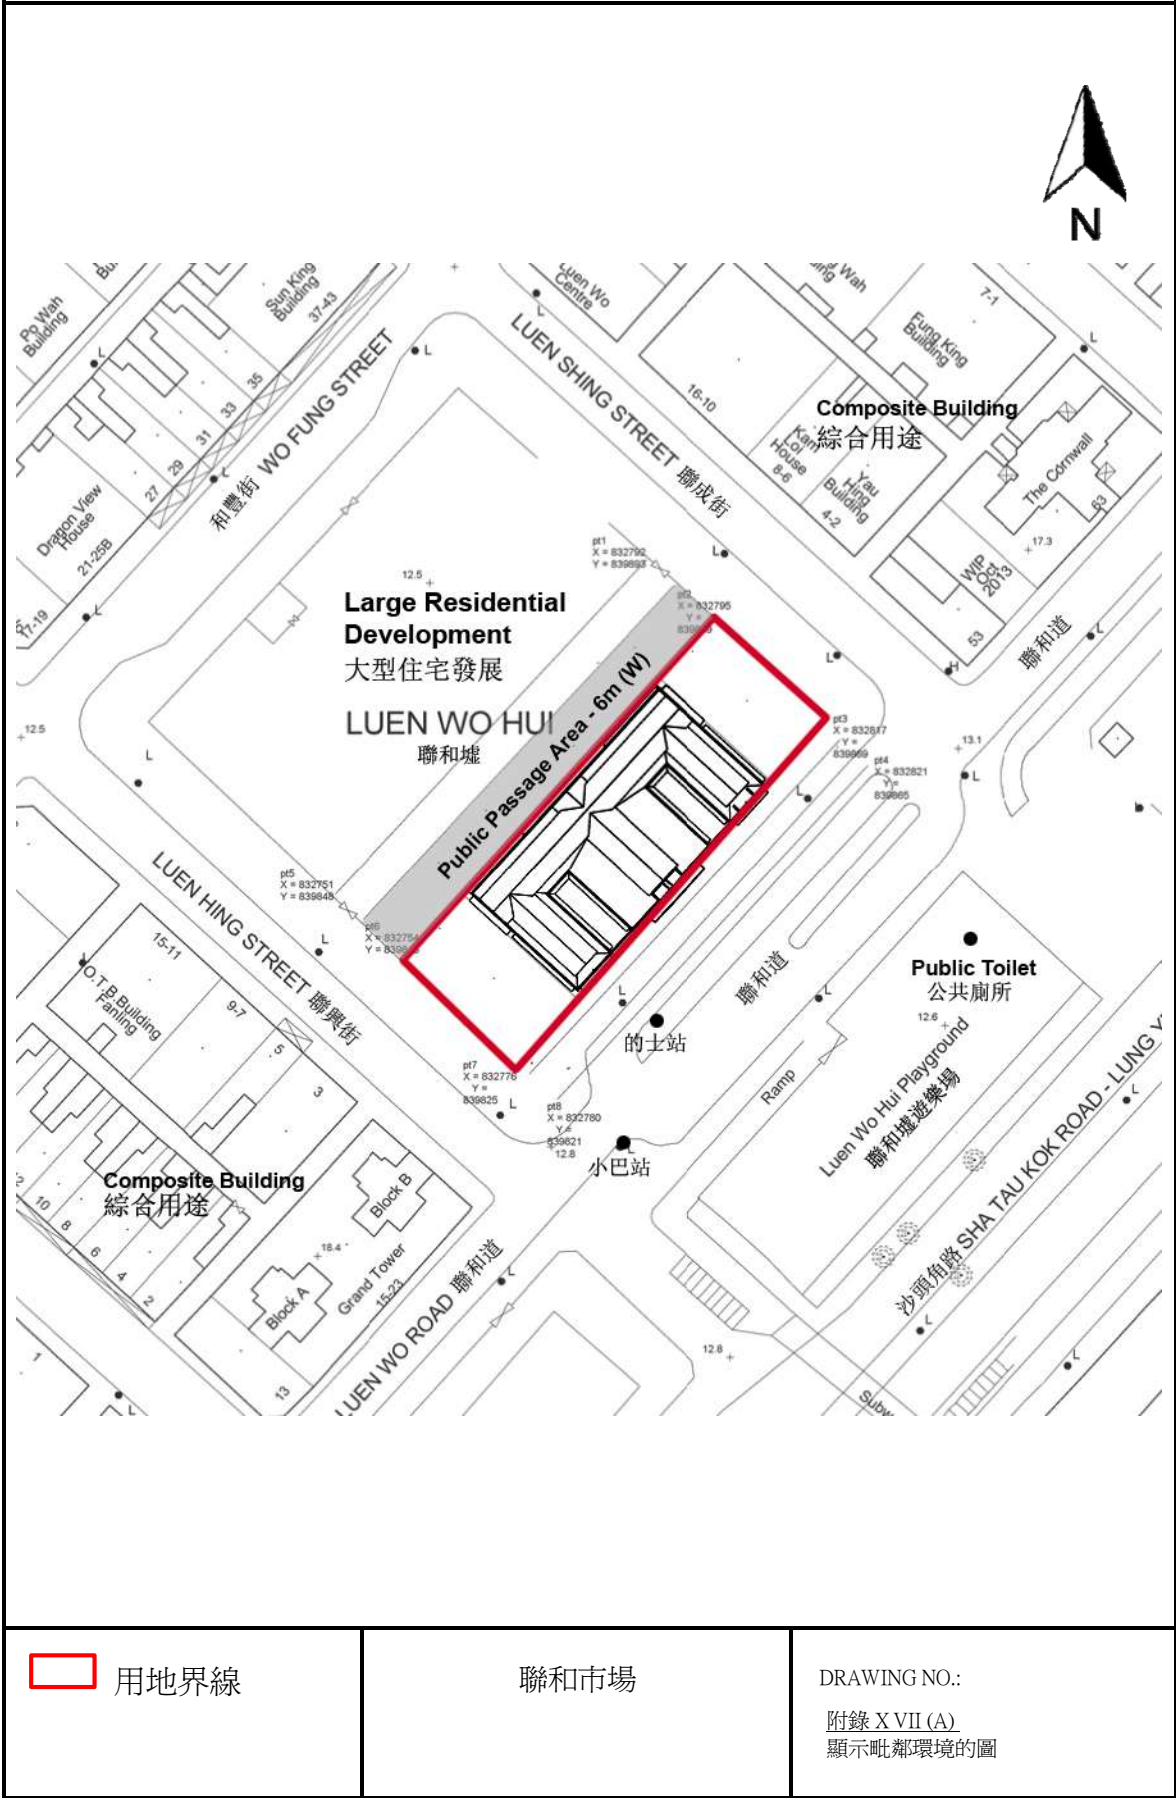 N
Po Wah
Building
Bu
Sun King
Building
37-43
Luen Wo
Centre
Wah
7-1
Fung King
Building
LUEN SHING STREET 聯成街
和豐街 WO FUNG STREET
L
L
L
L
35
33
31
29
27
16-10
Composite Building
綜合用途
Kam
Loi
House
8-6
Yau
Hing
Building
4-2
The Cornwall
63
17.3
WIP
Oct
2013
53
聯和道
L
H
Dragon View
House
21-25B
17-19
L
L
12.5
pt1
X = 832792
Y = 839893
L
pt2
X = 832795
Y =
Large Residential
Development
大型住宅發展
LUEN WO HUI
聯和墟
Public Passage Area - 6m (W)
L
12.5
L
pt3
X = 832817
Y =
839869
13.1
pt4
X = 832821
Y =
839865
L
L
LUEN HING STREET 聯興街
pt5
X = 832751
Y = 839848
pt6
X = 832754
L
15-11
9-7
5
3
O.T.B.Building
Fanling
聯和道
L
L
的士站
Public Toilet
公共廁所
12.6
Luen Wo Hui Playground
聯和墟遊樂場
Ramp
pt7
X = 832776
Y =
839825
L
pt8
X = 832780
Y =
839821
12.8
L
小巴站
沙頭角路 SHA TAU KOK ROAD - LUNG Y
L
Composite Building
綜合用途
10
8
6
4
2
Block B
18.4
Grand Tower
15-23
Block A
13
1
L
LUEN WO ROAD 聯和道
L
12.8
L
L
Subw
用地界線
聯和市場
DRAWING NO.:
附錄 X VII (A)
顯示毗鄰環境的圖